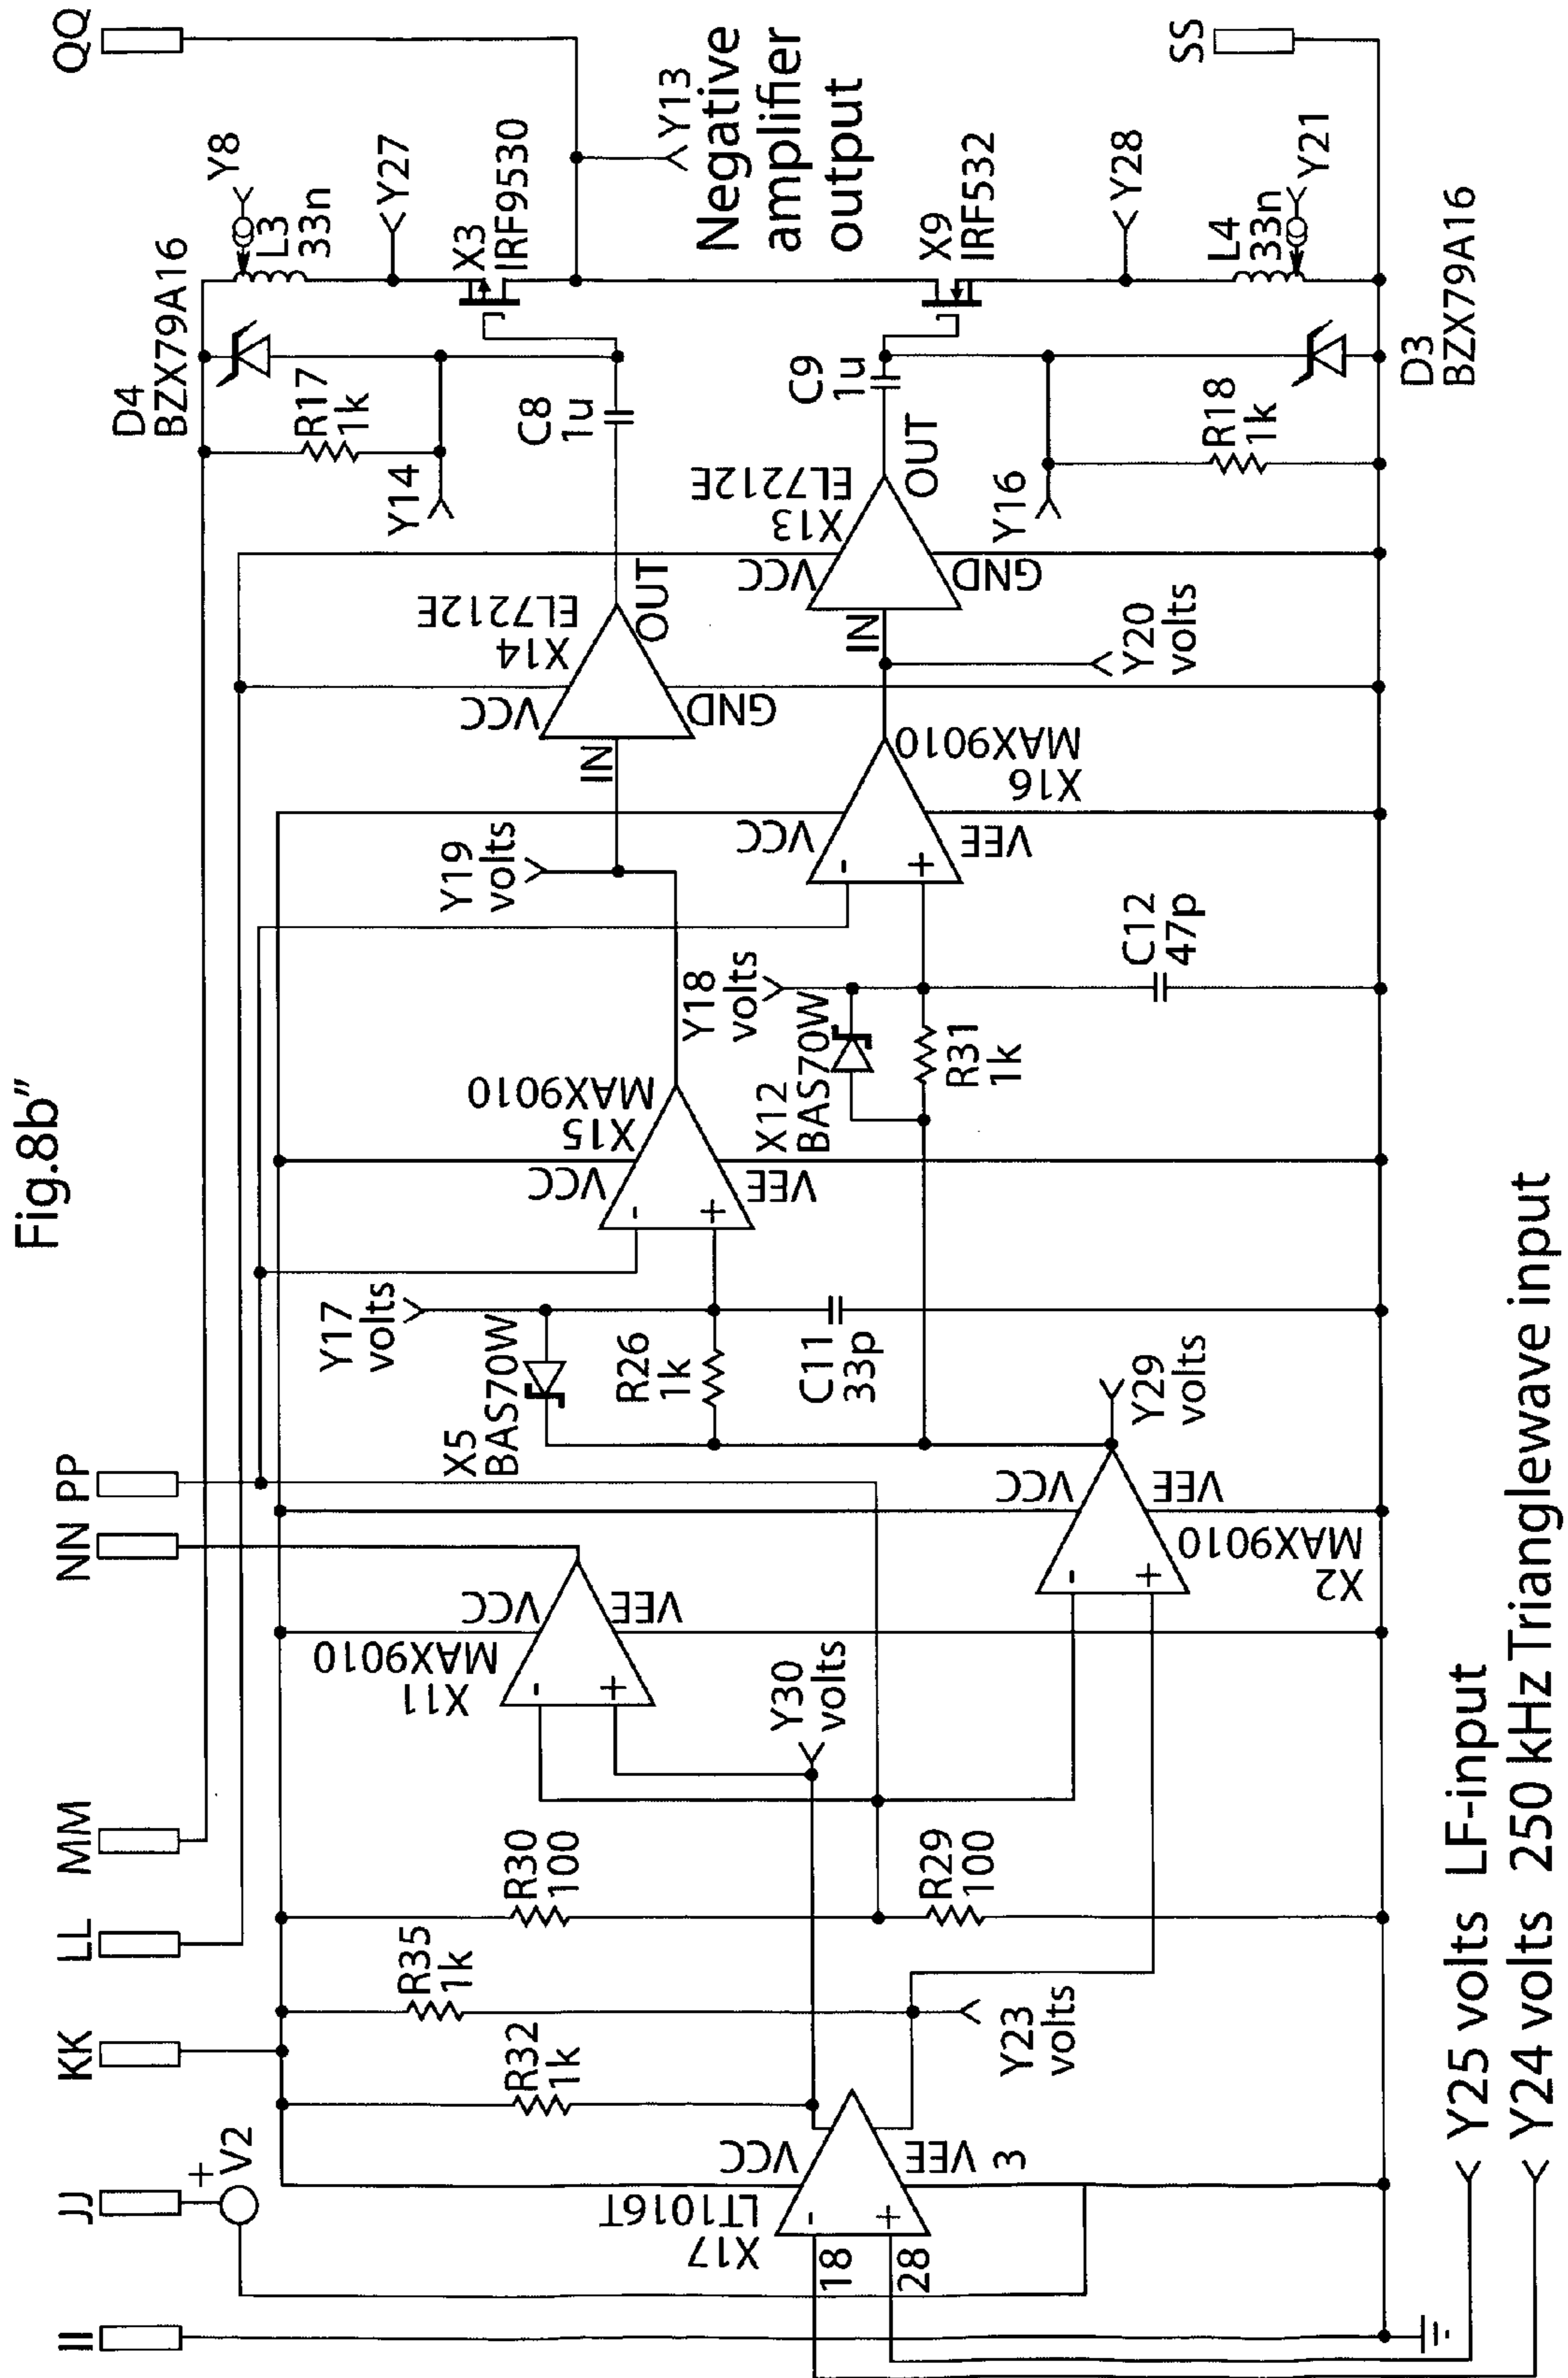 Fig.8b”
II
JJ
KK
LL
MM
NN
PP
QQ
SS
+
V2
R32
1k
R35
1k
R30
100
R29
100
X17
LT1016T
VCC
VEE
3
-
+
18
28
Y23
volts
Y30
volts
X11
MAX9010
VCC
VEE
-
+
X2
MAX9010
VCC
VEE
-
+
Y29
volts
Y17
volts
X5
BAS70W
R26
1k
C11
33p
X15
MAX9010
VCC
VEE
-
+
X12
BAS70W
R31
1k
Y18
volts
C12
47p
Y19
volts
X16
MAX9010
VCC
VEE
-
+
IN
X14
EL7212E
VCC
GND
OUT
IN
X13
EL7212E
VCC
GND
OUT
Y20
volts
Y14
R17
1k
D4
BZX79A16
C8
1u
C9
1u
Y16
R18
1k
D3
BZX79A16
Y8
L3
33n
Y27
X3
IRF9530
Y13
Negative
amplifier
output
X9
IRF532
Y28
L4
33n
Y21
Y25 volts LF-input
Y24 volts 250 kHz Trianglewave input